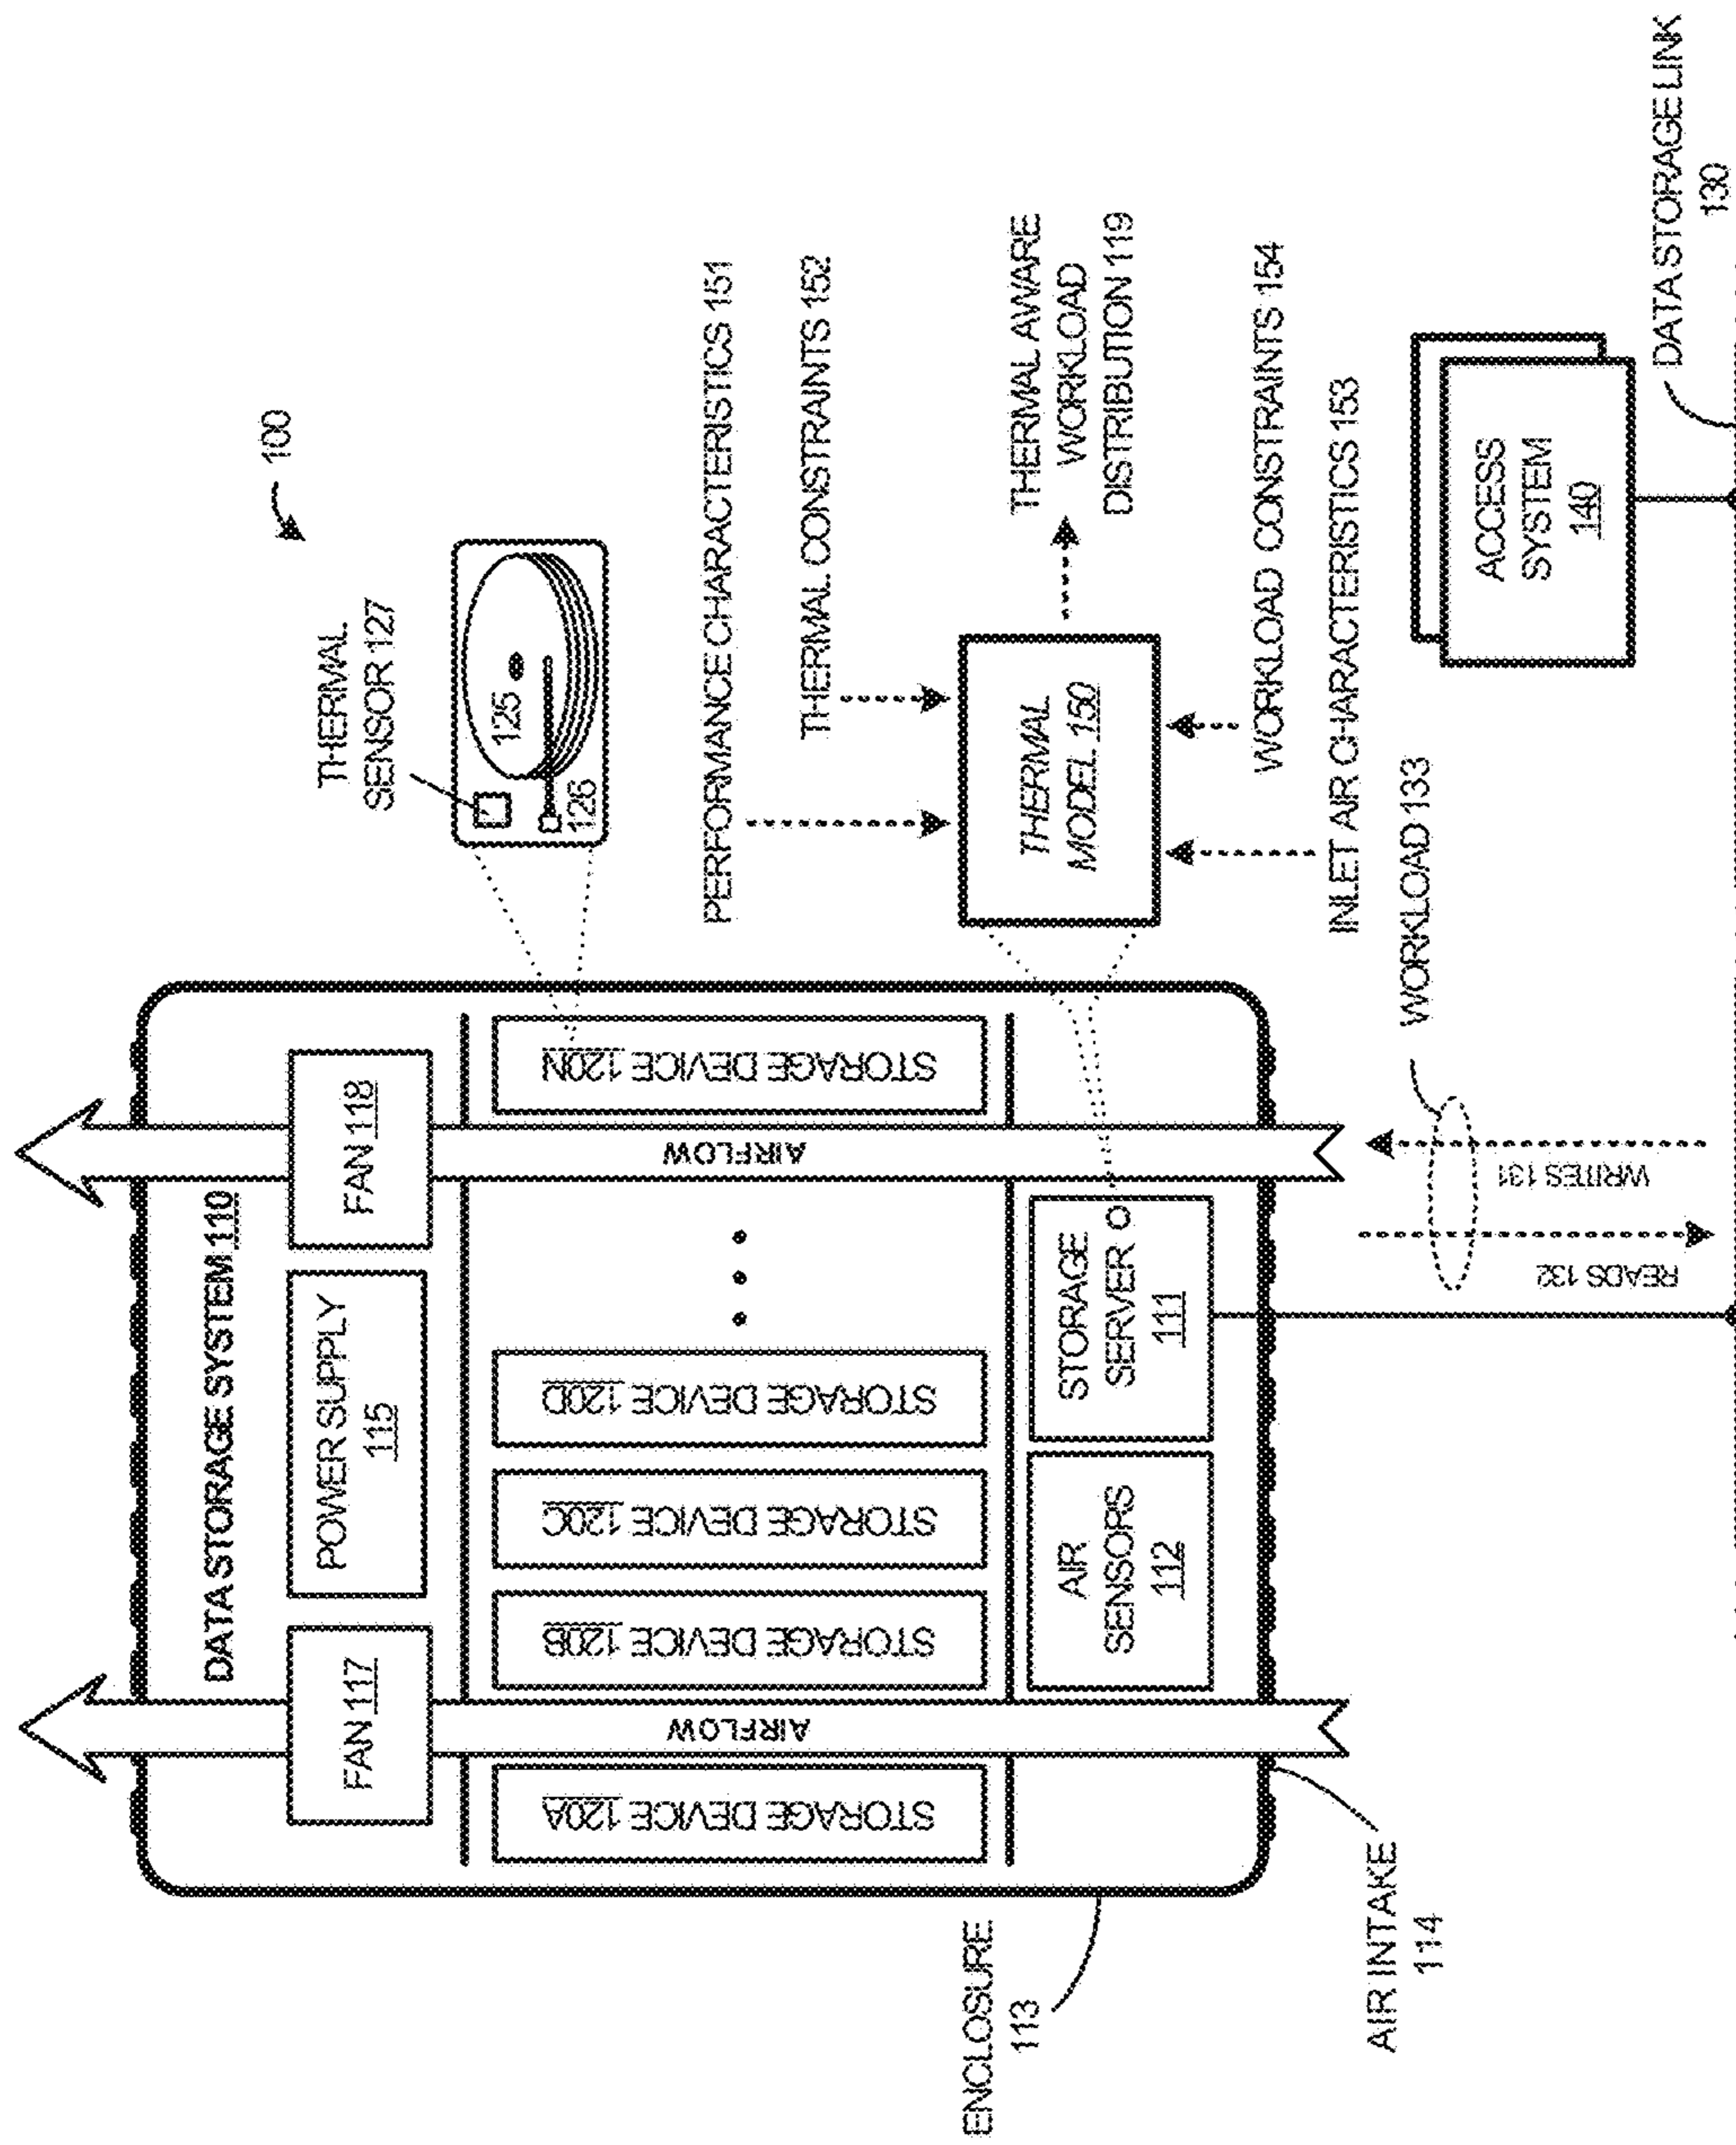 100
DATA STORAGE SYSTEM 110
FAN 117
POWER SUPPLY
115
FAN 118
STORAGE DEVICE 120A
AIRFLOW
STORAGE DEVICE 120B
STORAGE DEVICE 120C
STORAGE DEVICE 120D
AIRFLOW
STORAGE DEVICE 120N
AIR
SENSORS
112
STORAGE
SERVER
111
ENCLOSURE
113
AIR INTAKE
114
THERMAL
SENSOR 127
125
126
PERFORMANCE CHARACTERISTICS 151
THERMAL CONSTRAINTS 152
THERMAL
MODEL 150
THERMAL AWARE
WORKLOAD
DISTRIBUTION 119
WORKLOAD CONSTRAINTS 154
INLET AIR CHARACTERISTICS 153
WORKLOAD 133
READS 132
WRITES 131
ACCESS
SYSTEM
140
DATA STORAGE LINK
130